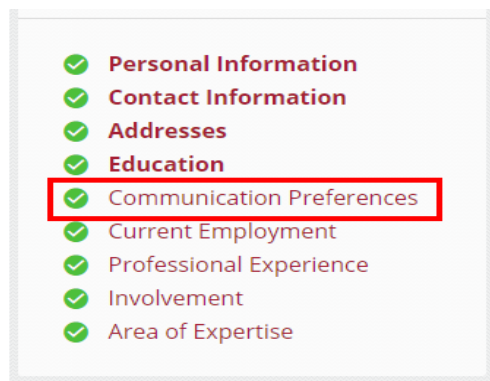 Personal Information
Contact Information
Addresses
Education
Communication Preferences
Current Employment
Professional Experience
Involvement
Area of Expertise